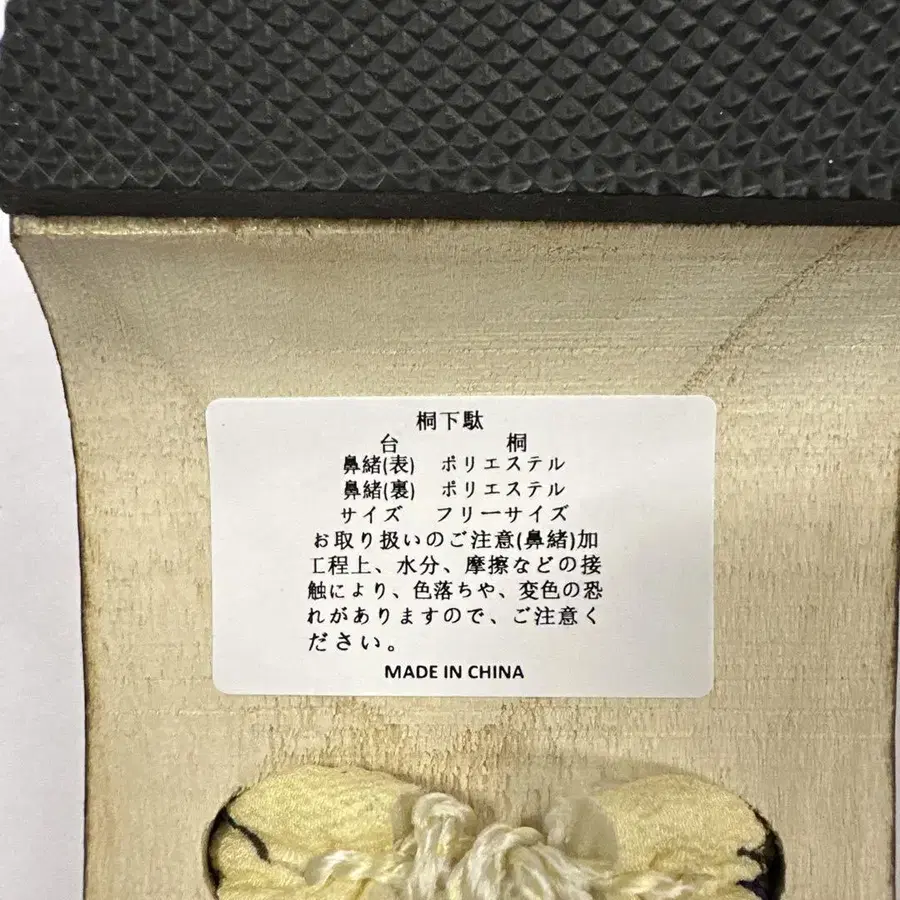 桐下駄
台 桐
鼻緒(表) ポリエステル
鼻緒(裏) ポリエステル
サイズ フリーサイズ
お取り扱いのご注意(鼻緒)加
工程上、水分、摩擦などの接
触により、色落ちや、変色の恐
れがありますので、ご注意く
ださい。
MADE IN CHINA